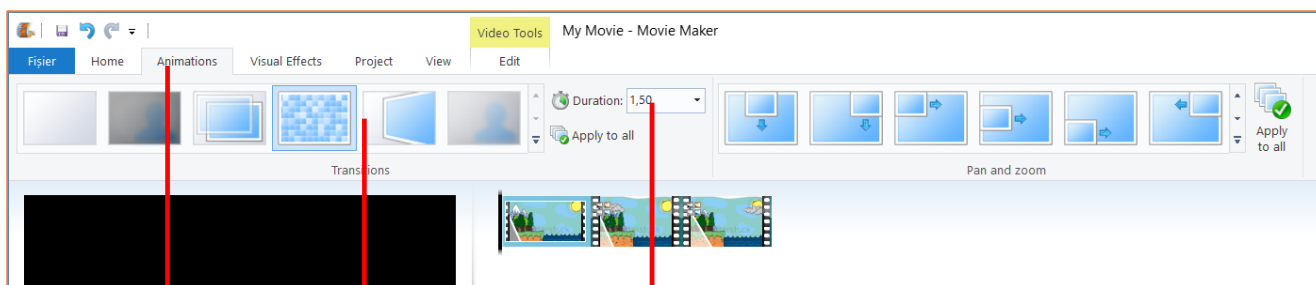 Video Tools My Movie - Movie Maker
Fișier Home Animations Visual Effects Project View Edit
Duration: 1,50
Apply to all
Apply
to all
Transitions Pan and zoom